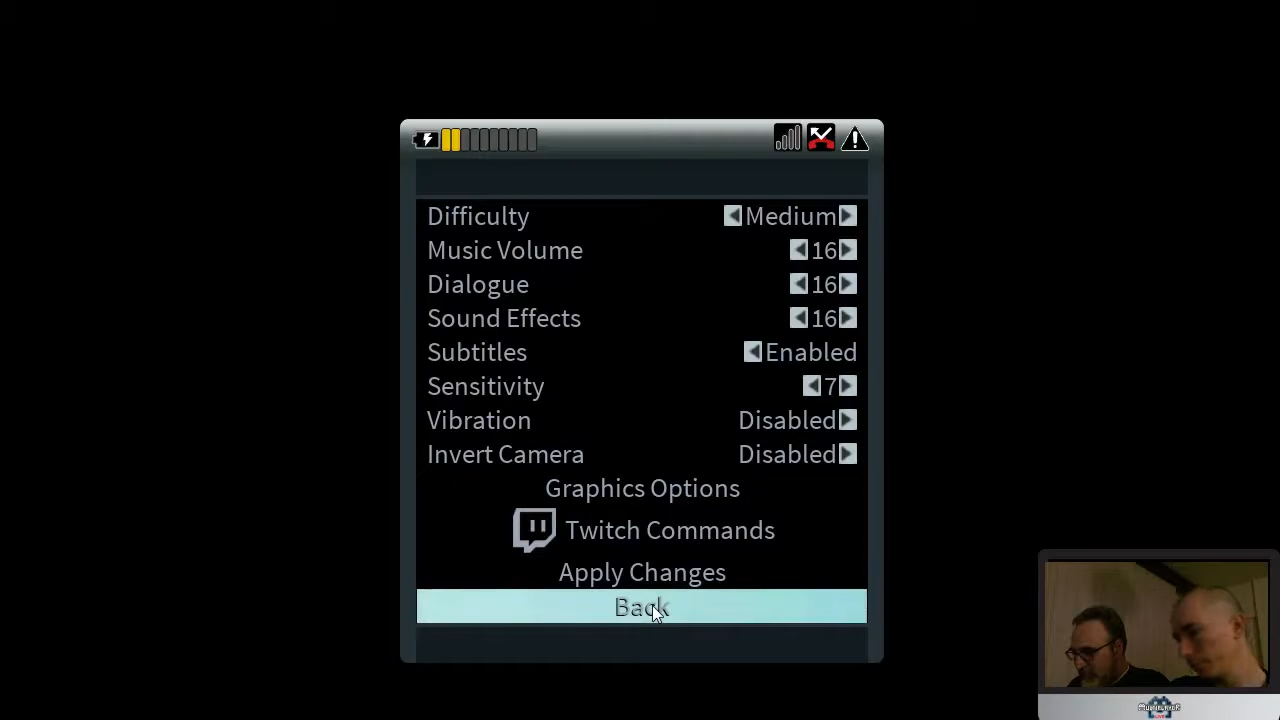 Difficulty Medium
Music Volume 16
Dialogue 16
Sound Effects 16
Subtitles Enabled
Sensitivity 7
Vibration Disabled
Invert Camera Disabled
Graphics Options
Twitch Commands
Apply Changes
Back